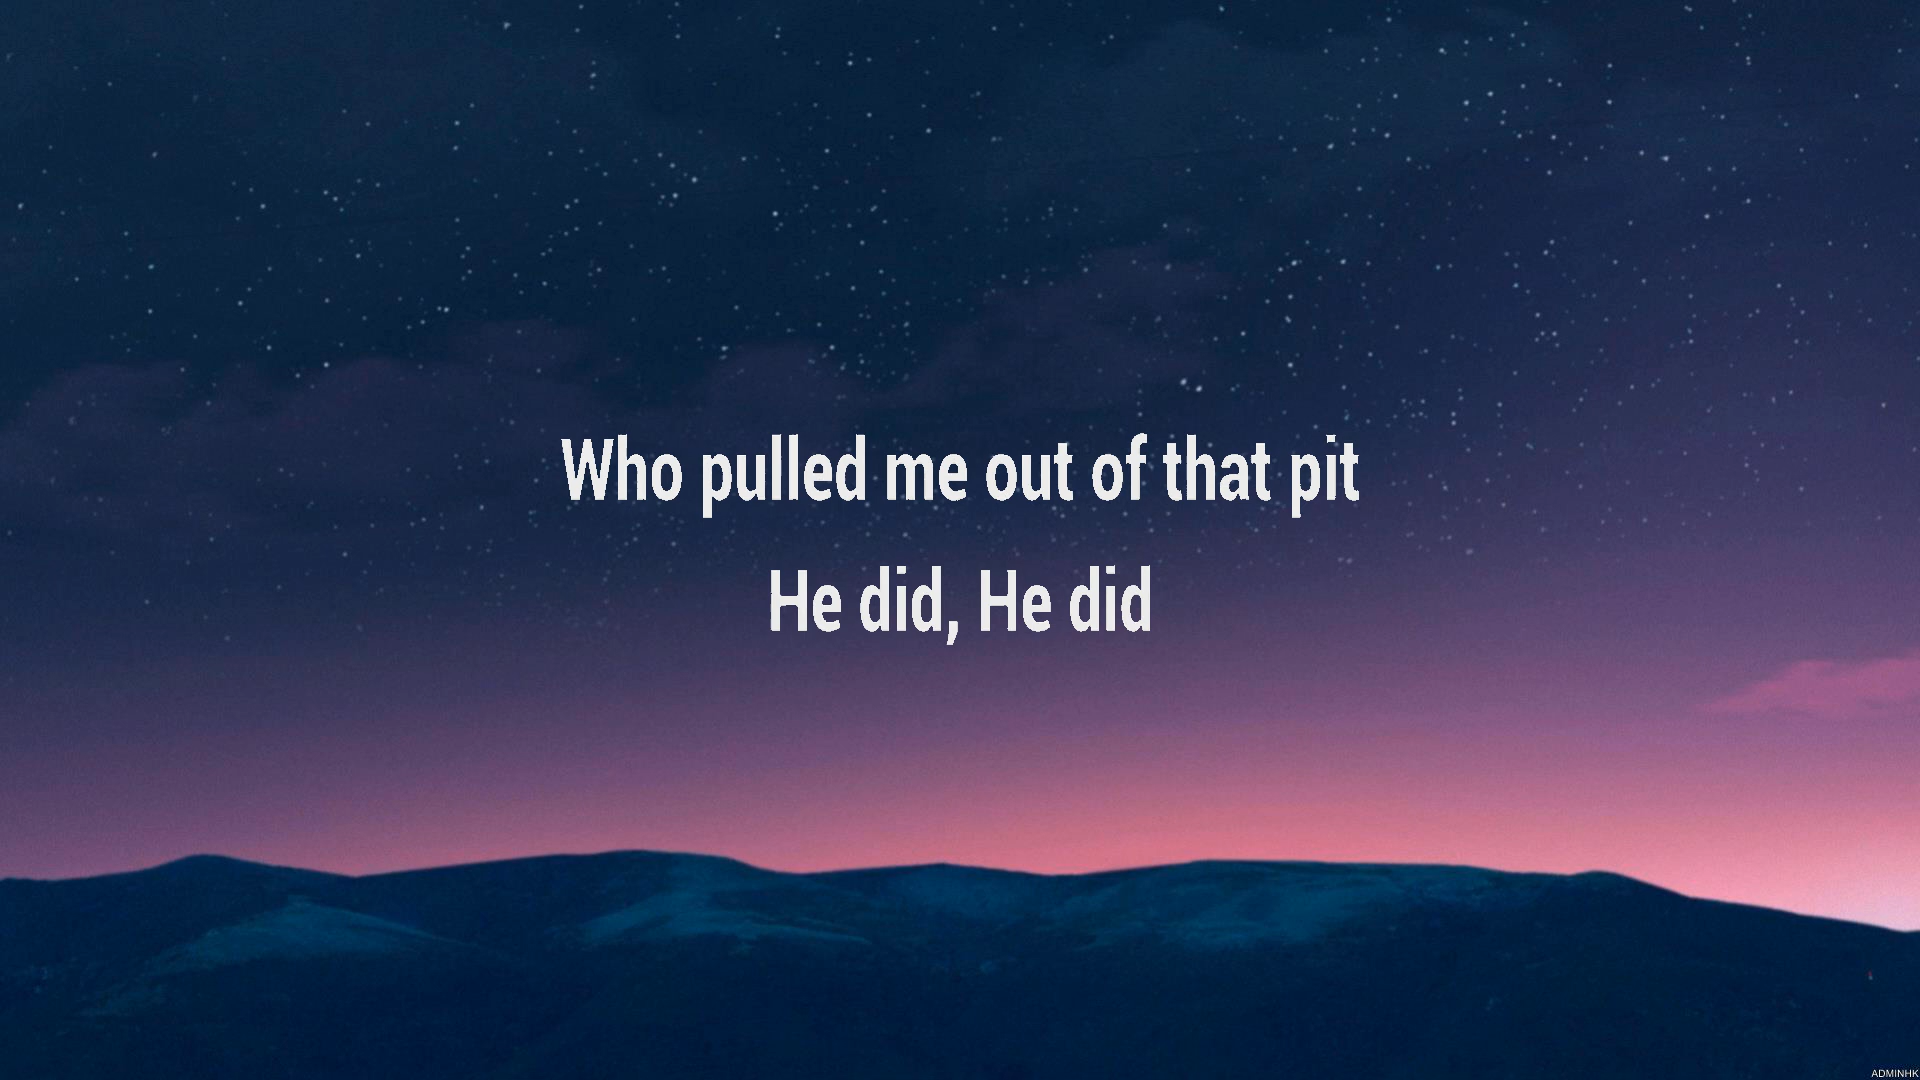 Who pulled me out of that pit
He did, He did
ADMINHK